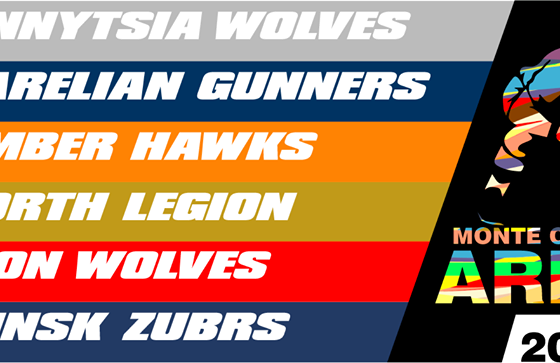 NNYTSIA WOLVES
ARELIAN GUNNERS
MBER HAWKS
ORTH LEGION
ON WOLVES
INSK ZUBRS
MONTE C
AR
20